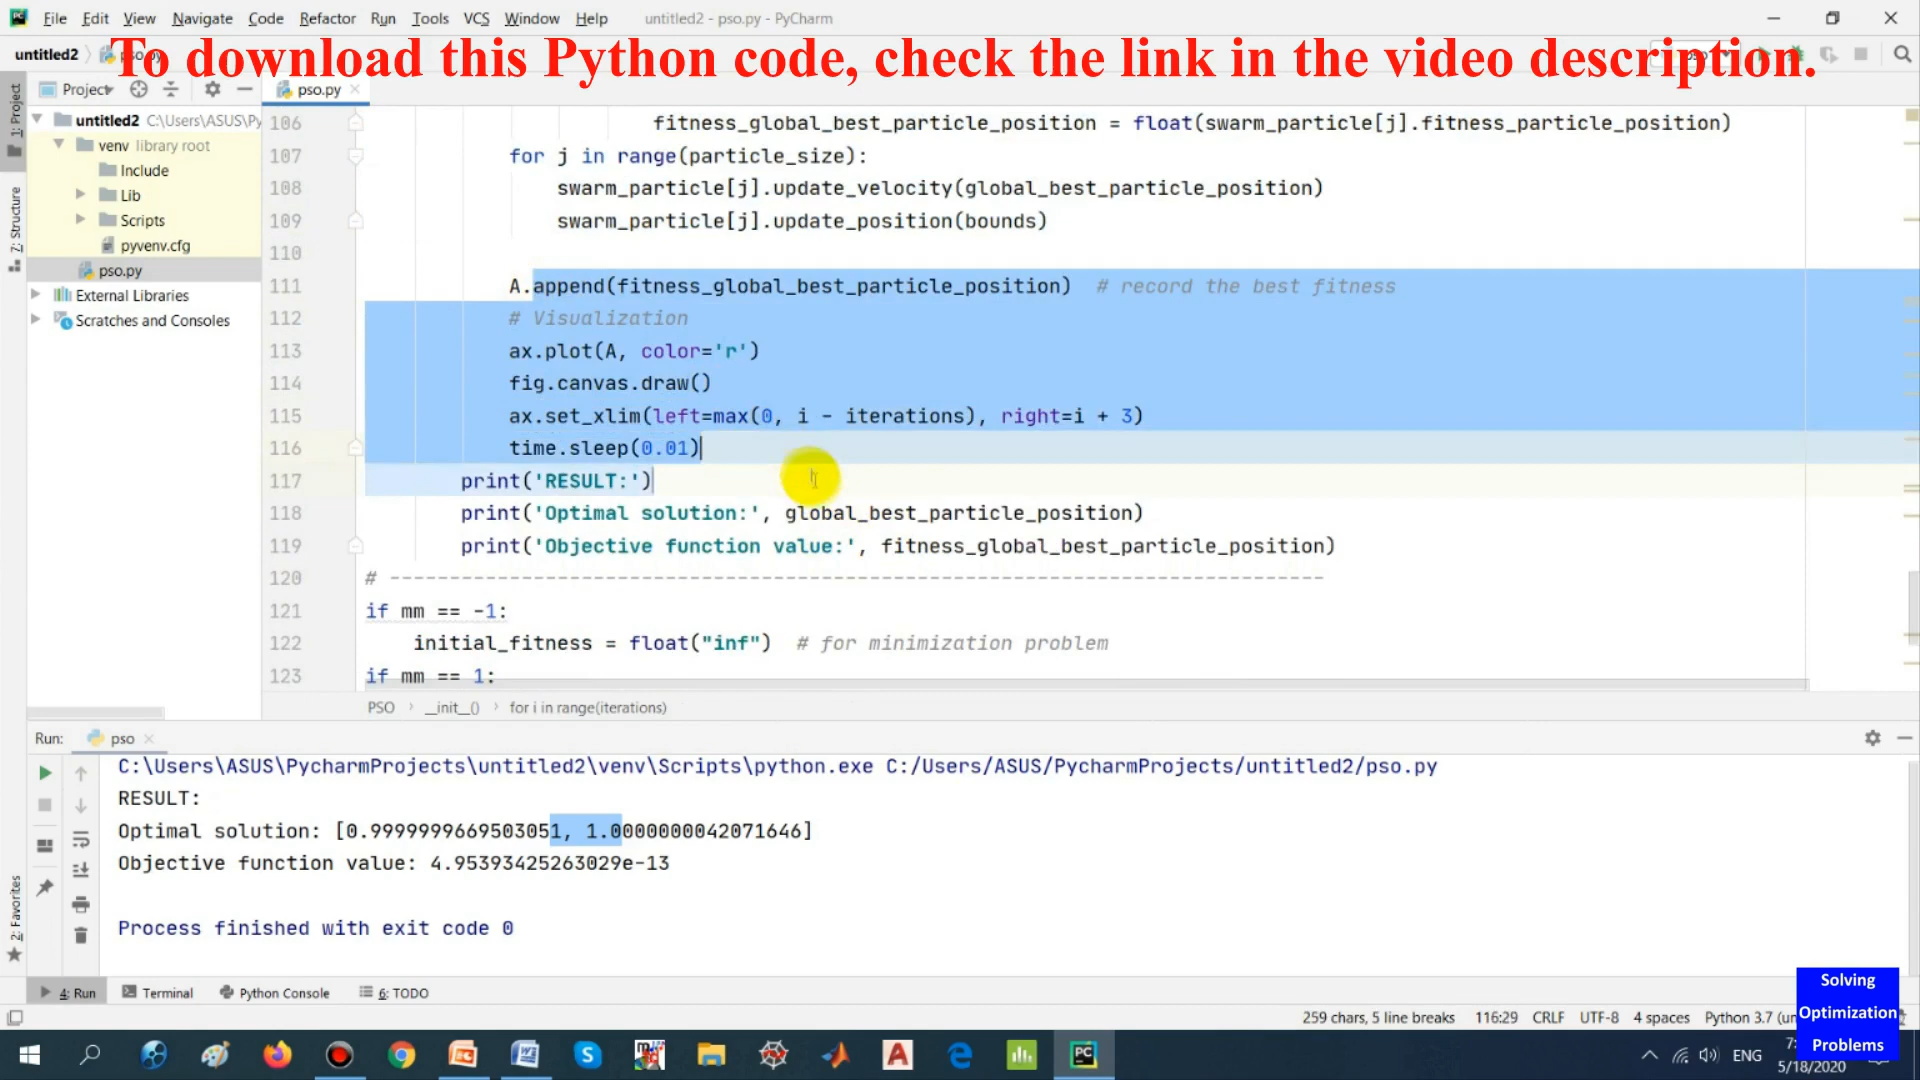 File Edit View Navigate Code Refactor Run Tools VCS Window Help untitled2 - pso.py - PyCharm
To download this Python code, check the link in the video description.
untitled2
Project
pso.py
1: Project
7: Structure
2: Favorites
untitled2 C:\Users\ASUS\Py
venv library root
Include
Lib
Scripts
pyvenv.cfg
pso.py
External Libraries
Scratches and Consoles
106 fitness_global_best_particle_position = float(swarm_particle[j].fitness_particle_position)
107 for j in range(particle_size):
108 swarm_particle[j].update_velocity(global_best_particle_position)
109 swarm_particle[j].update_position(bounds)
110
111 A.append(fitness_global_best_particle_position) # record the best fitness
112 # Visualization
113 ax.plot(A, color='r')
114 fig.canvas.draw()
115 ax.set_xlim(left=max(0, i - iterations), right=i + 3)
116 time.sleep(0.01)
117 print('RESULT:')
118 print('Optimal solution:', global_best_particle_position)
119 print('Objective function value:', fitness_global_best_particle_position)
120 # ------------------------------------------------------------------------------
121 if mm == -1:
122 initial_fitness = float("inf") # for minimization problem
123 if mm == 1:
PSO › __init__() › for i in range(iterations)
Run: pso
C:\Users\ASUS\PycharmProjects\untitled2\venv\Scripts\python.exe C:/Users/ASUS/PycharmProjects/untitled2/pso.py
RESULT:
Optimal solution: [0.9999999669503051, 1.0000000042071646]
Objective function value: 4.95393425263029e-13
Process finished with exit code 0
4: Run Terminal Python Console 6: TODO
259 chars, 5 line breaks 116:29 CRLF UTF-8 4 spaces Python 3.7
Solving
Optimization
Problems
ENG
5/18/2020